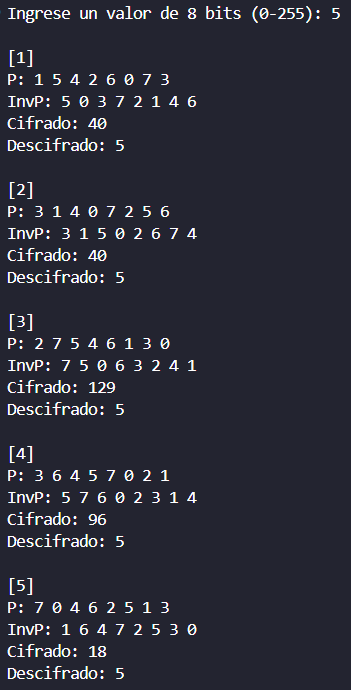 Ingrese un valor de 8 bits (0-255): 5
[1]
P: 1 5 4 2 6 0 7 3
InvP: 5 0 3 7 2 1 4 6
Cifrado: 40
Descifrado: 5
[2]
P: 3 1 4 0 7 2 5 6
InvP: 3 1 5 0 2 6 7 4
Cifrado: 40
Descifrado: 5
[3]
P: 2 7 5 4 6 1 3 0
InvP: 7 5 0 6 3 2 4 1
Cifrado: 129
Descifrado: 5
[4]
P: 3 6 4 5 7 0 2 1
InvP: 5 7 6 0 2 3 1 4
Cifrado: 96
Descifrado: 5
[5]
P: 7 0 4 6 2 5 1 3
InvP: 1 6 4 7 2 5 3 0
Cifrado: 18
Descifrado: 5